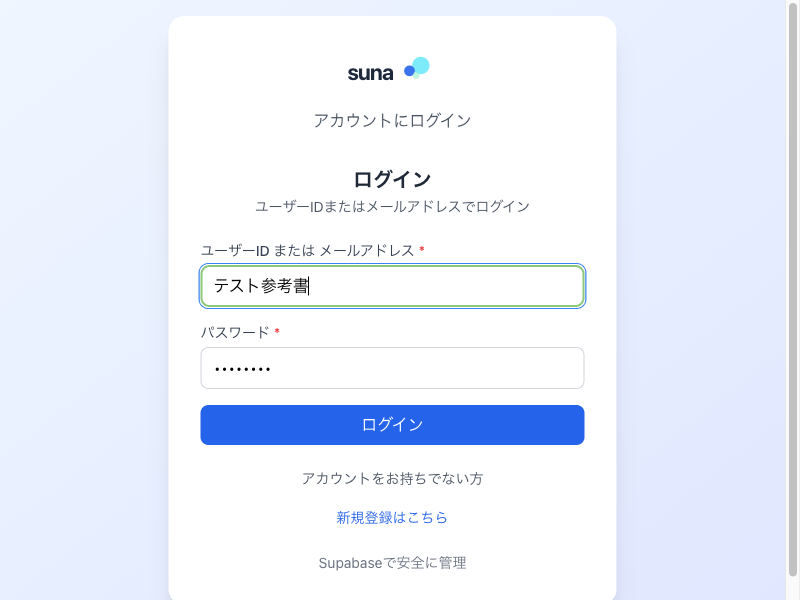 suna
アカウントにログイン
ログイン
ユーザーIDまたはメールアドレスでログイン
ユーザーID または メールアドレス *
テスト参考書
パスワード *
••••••••
ログイン
アカウントをお持ちでない方
新規登録はこちら
Supabaseで安全に管理